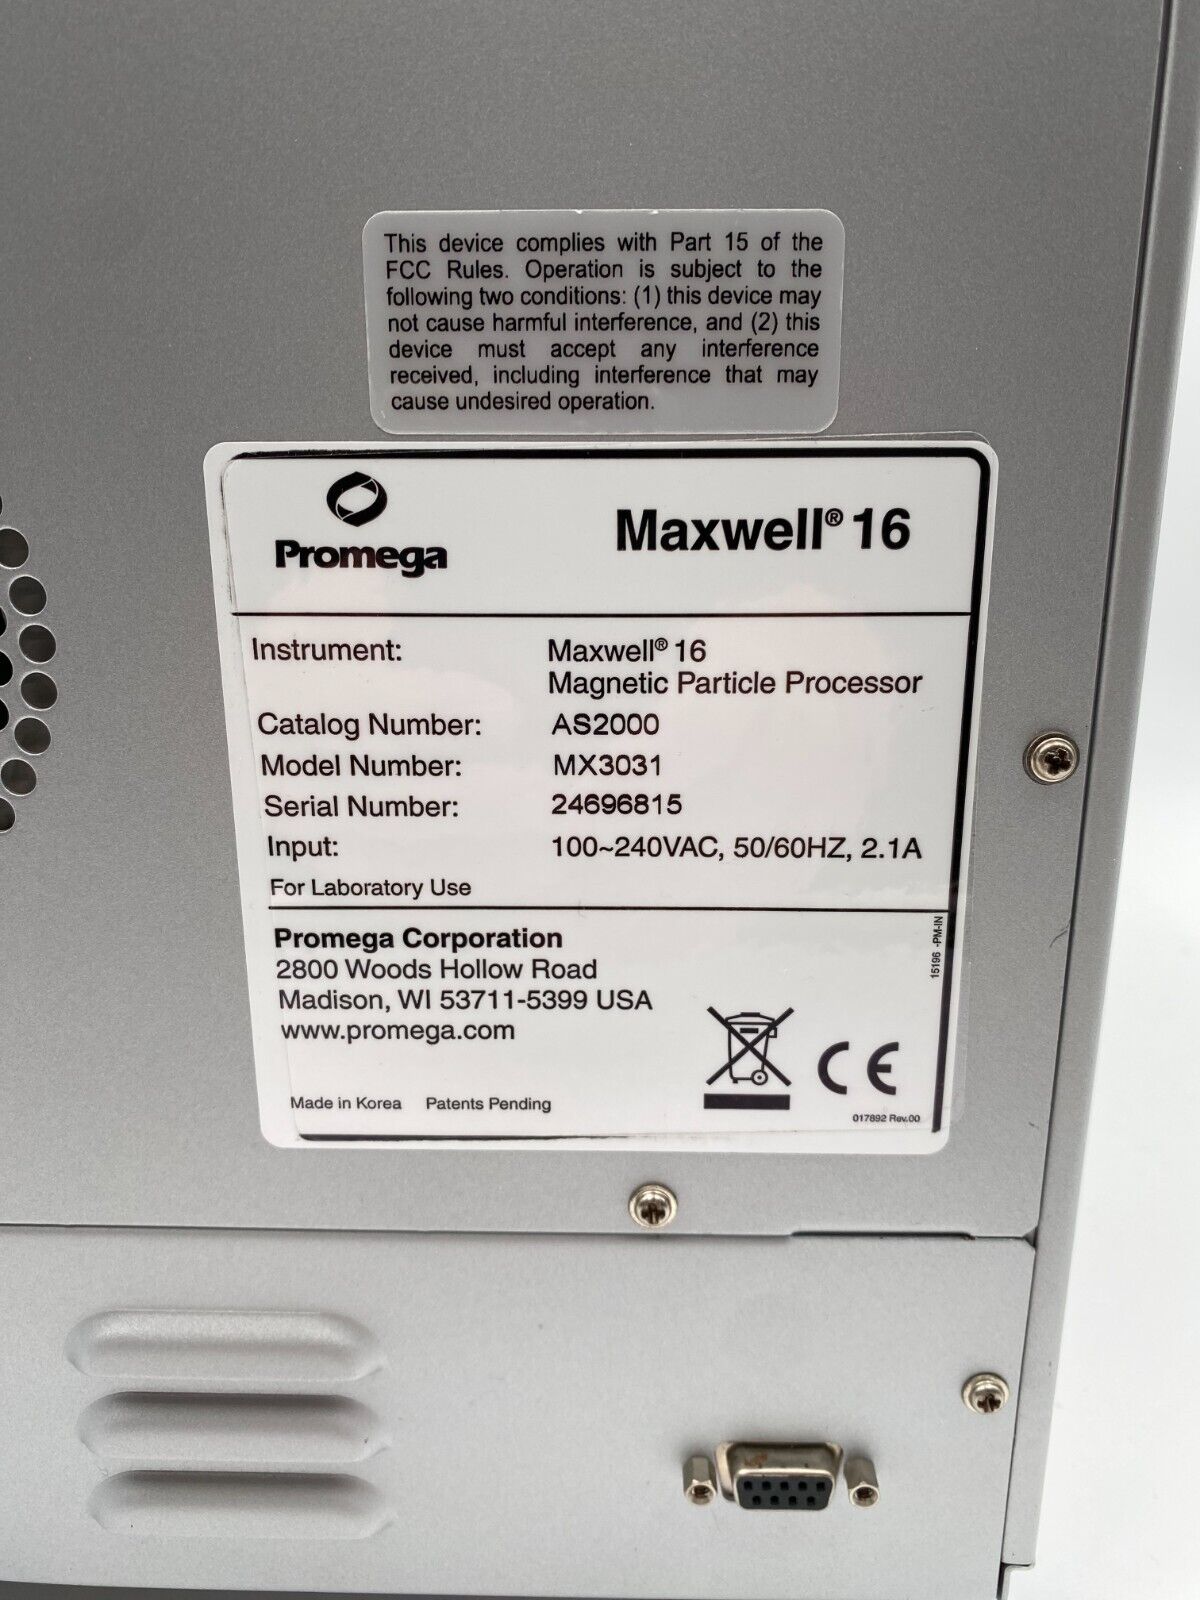 This device complies with Part 15 of the
FCC Rules. Operation is subject to the
following two conditions: (1) this device may
not cause harmful interference, and (2) this
device must accept any interference
received, including interference that may
cause undesired operation.
Promega
Maxwell® 16
Instrument: Maxwell® 16
Magnetic Particle Processor
Catalog Number: AS2000
Model Number: MX3031
Serial Number: 24696815
Input: 100~240VAC, 50/60HZ, 2.1A
For Laboratory Use
Promega Corporation
2800 Woods Hollow Road
Madison, WI 53711-5399 USA
www.promega.com
15196 -PM-IN
CE
Made in Korea Patents Pending
017892 Rev.00